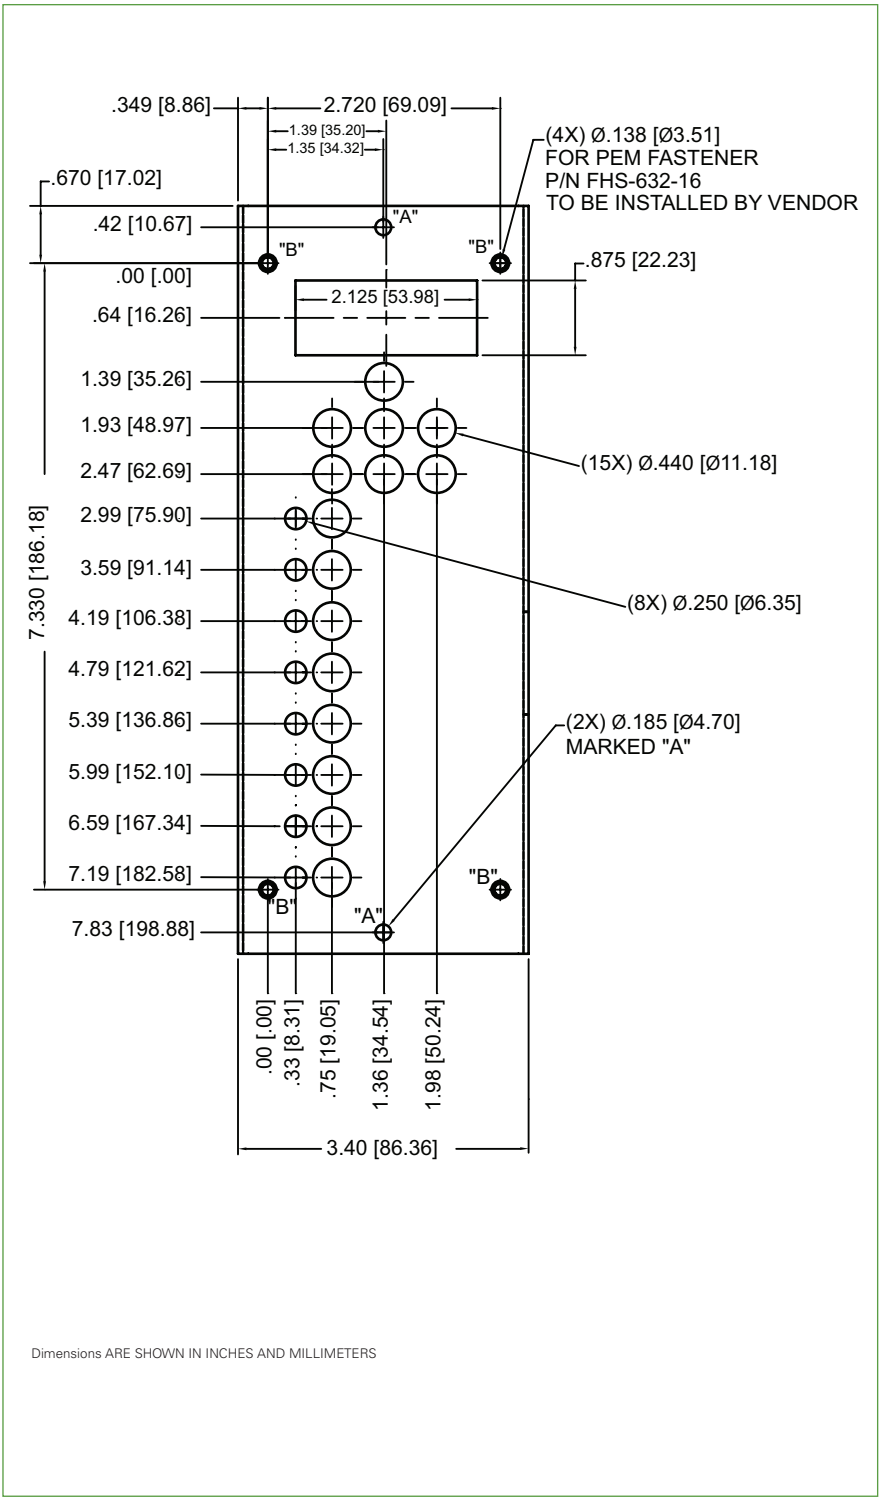 .349 [8.86]
2.720 [69.09]
1.39 [35.20]
1.35 [34.32]
(4X) Ø.138 [Ø3.51]
FOR PEM FASTENER
P/N FHS-632-16
TO BE INSTALLED BY VENDOR
.670 [17.02]
.42 [10.67]
"A"
"B"
"B"
.875 [22.23]
.00 [.00]
2.125 [53.98]
.64 [16.26]
1.39 [35.26]
1.93 [48.97]
(15X) Ø.440 [Ø11.18]
2.47 [62.69]
2.99 [75.90]
7.330 [186.18]
3.59 [91.14]
(8X) Ø.250 [Ø6.35]
4.19 [106.38]
4.79 [121.62]
5.39 [136.86]
(2X) Ø.185 [Ø4.70]
MARKED "A"
5.99 [152.10]
6.59 [167.34]
7.19 [182.58]
"B"
"B"
"A"
7.83 [198.88]
.00 [.00]
.33 [8.31]
.75 [19.05]
1.36 [34.54]
1.98 [50.24]
3.40 [86.36]
Dimensions ARE SHOWN IN INCHES AND MILLIMETERS